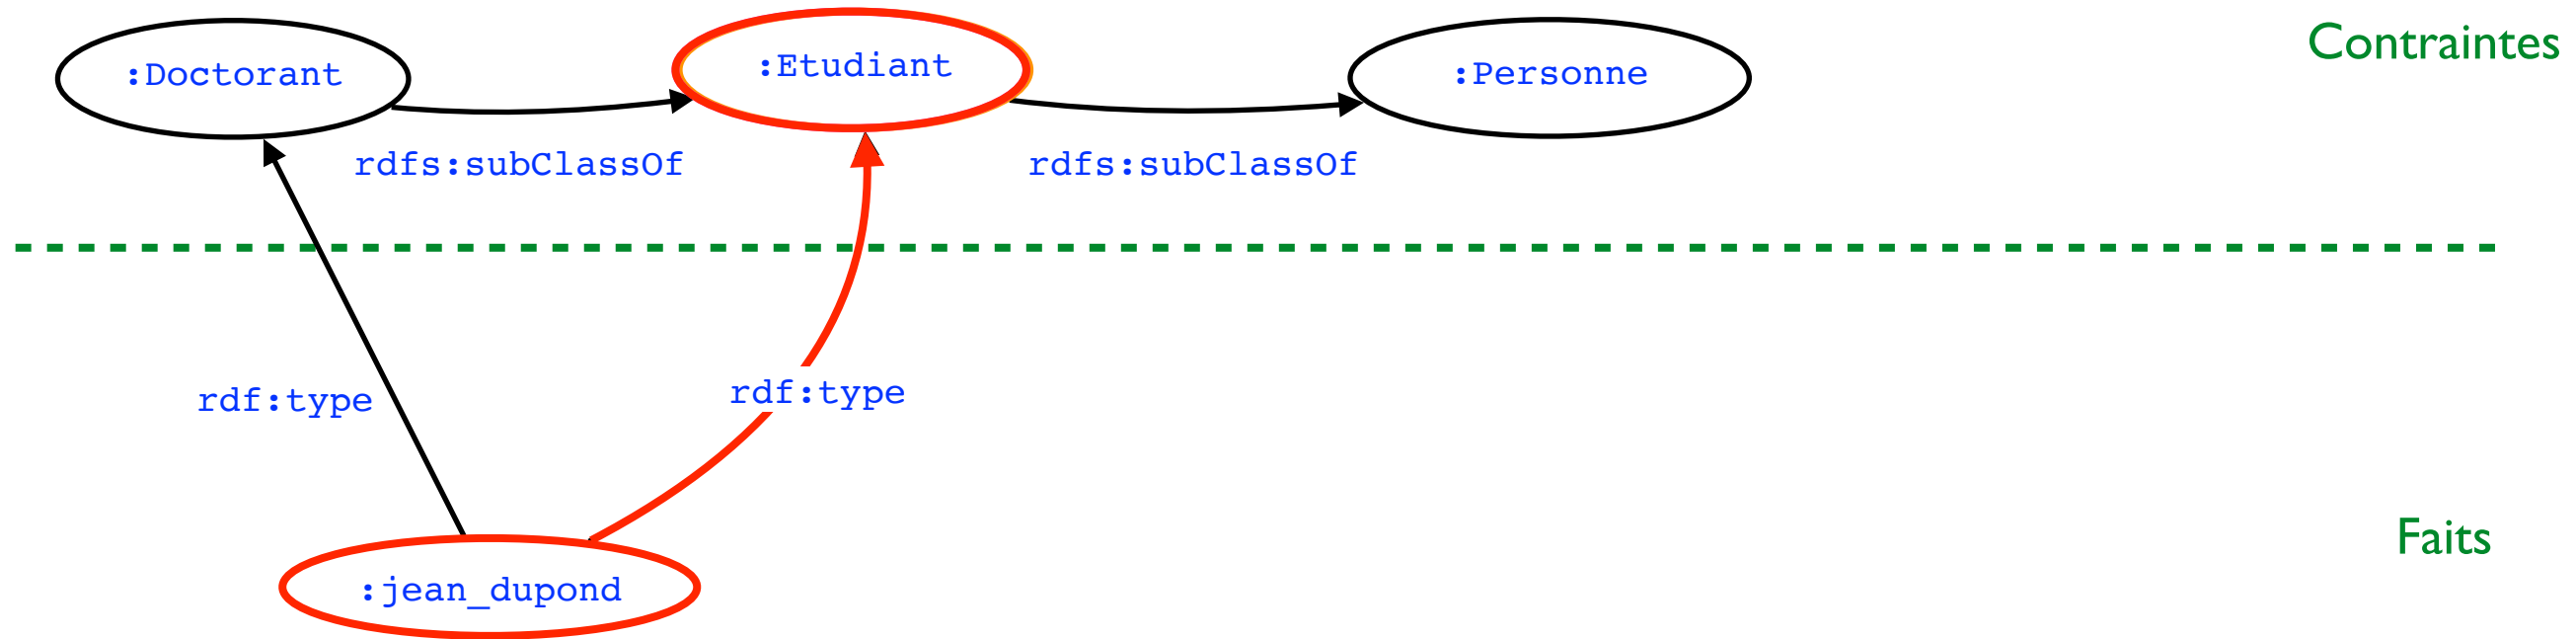 :Doctorant
:Etudiant
:Personne
Contraintes
rdfs:subClassOf
rdfs:subClassOf
rdf:type
rdf:type
Faits
:jean_dupond